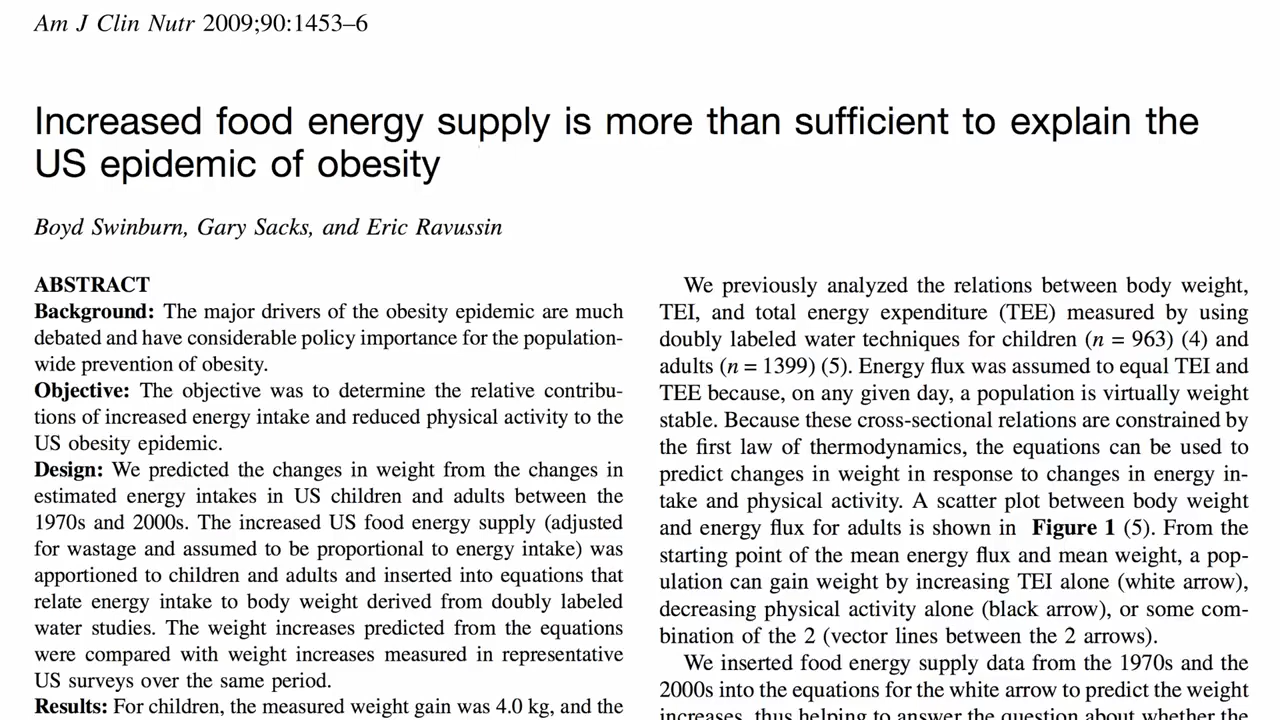 Am J Clin Nutr 2009;90:1453–6
Increased food energy supply is more than sufficient to explain the
US epidemic of obesity
Boyd Swinburn, Gary Sacks, and Eric Ravussin
ABSTRACT
Background: The major drivers of the obesity epidemic are much
debated and have considerable policy importance for the population-
wide prevention of obesity.
Objective: The objective was to determine the relative contribu-
tions of increased energy intake and reduced physical activity to the
US obesity epidemic.
Design: We predicted the changes in weight from the changes in
estimated energy intakes in US children and adults between the
1970s and 2000s. The increased US food energy supply (adjusted
for wastage and assumed to be proportional to energy intake) was
apportioned to children and adults and inserted into equations that
relate energy intake to body weight derived from doubly labeled
water studies. The weight increases predicted from the equations
were compared with weight increases measured in representative
US surveys over the same period.
Results: For children, the measured weight gain was 4.0 kg, and the
We previously analyzed the relations between body weight,
TEI, and total energy expenditure (TEE) measured by using
doubly labeled water techniques for children (n = 963) (4) and
adults (n = 1399) (5). Energy flux was assumed to equal TEI and
TEE because, on any given day, a population is virtually weight
stable. Because these cross-sectional relations are constrained by
the first law of thermodynamics, the equations can be used to
predict changes in weight in response to changes in energy in-
take and physical activity. A scatter plot between body weight
and energy flux for adults is shown in Figure 1 (5). From the
starting point of the mean energy flux and mean weight, a pop-
ulation can gain weight by increasing TEI alone (white arrow),
decreasing physical activity alone (black arrow), or some com-
bination of the 2 (vector lines between the 2 arrows).
We inserted food energy supply data from the 1970s and the
2000s into the equations for the white arrow to predict the weight
increases, thus helping to answer the question about whether the